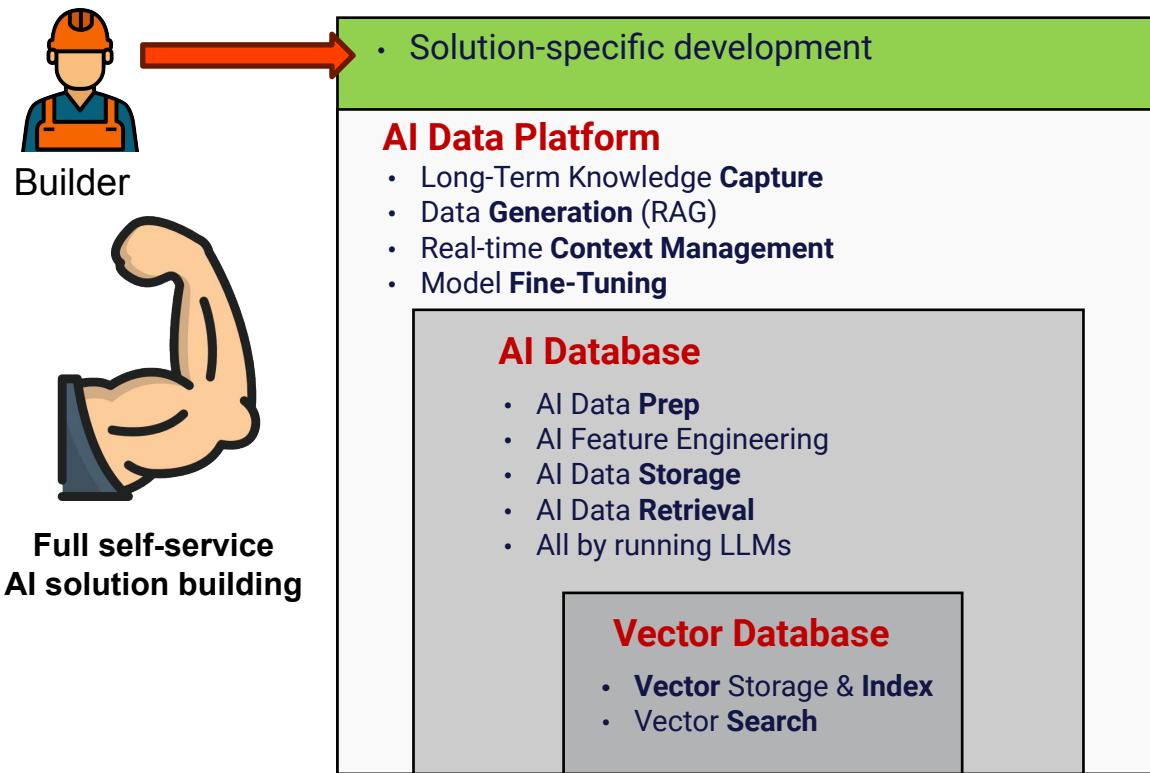 • Solution-specific development
Builder
AI Data Platform
• Long-Term Knowledge Capture
• Data Generation (RAG)
• Real-time Context Management
• Model Fine-Tuning
AI Database
• AI Data Prep
• AI Feature Engineering
• AI Data Storage
• AI Data Retrieval
• All by running LLMs
Full self-service
AI solution building
Vector Database
• Vector Storage & Index
• Vector Search